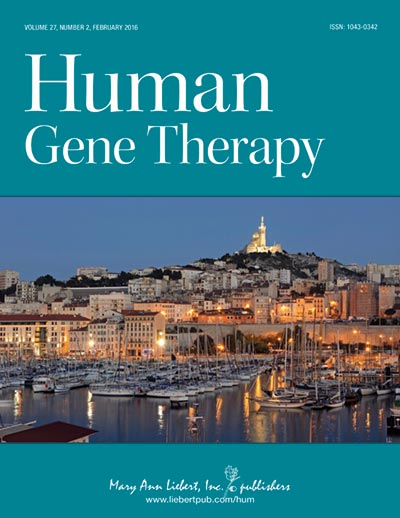 VOLUME 27, NUMBER 2, FEBRUARY 2016 ISSN: 1043-0342
Human
Gene Therapy
Mary Ann Liebert, Inc. publishers
www.liebertpub.com/hum